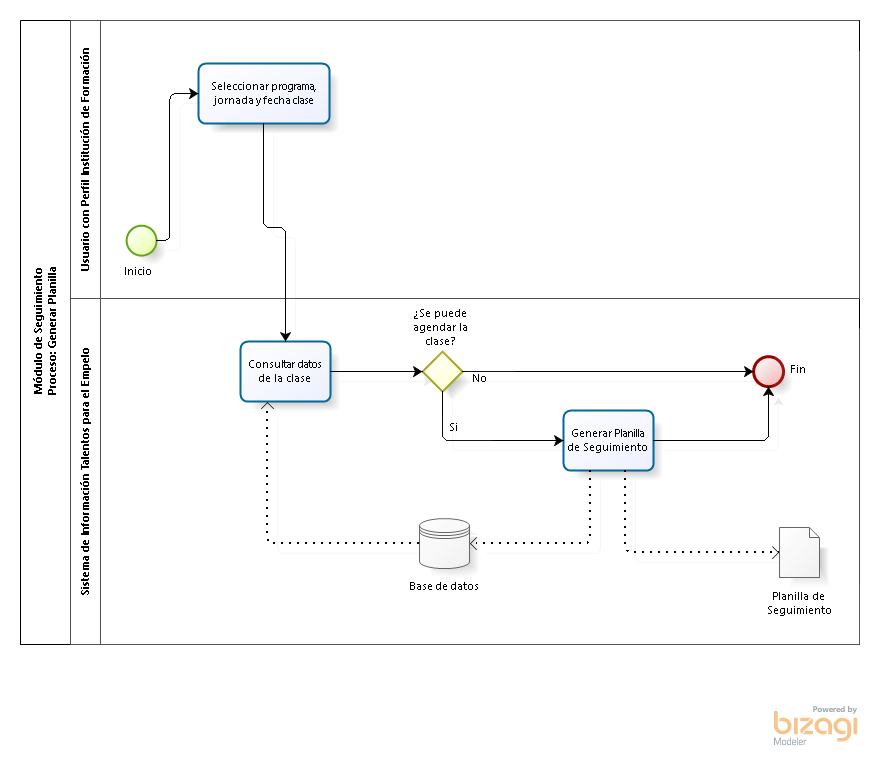 Módulo de Seguimiento
Proceso: Generar Planilla
Usuario con Perfil Institución de Formación
Seleccionar programa,
jornada y fecha clase
Inicio
Sistema de Información Talentos para el Empelo
¿Se puede
agendar la
clase?
Consultar datos
de la clase
No
Fin
Si
Generar Planilla
de Seguimiento
Base de datos
Planilla de
Seguimiento
Powered by
bizagi
Modeler